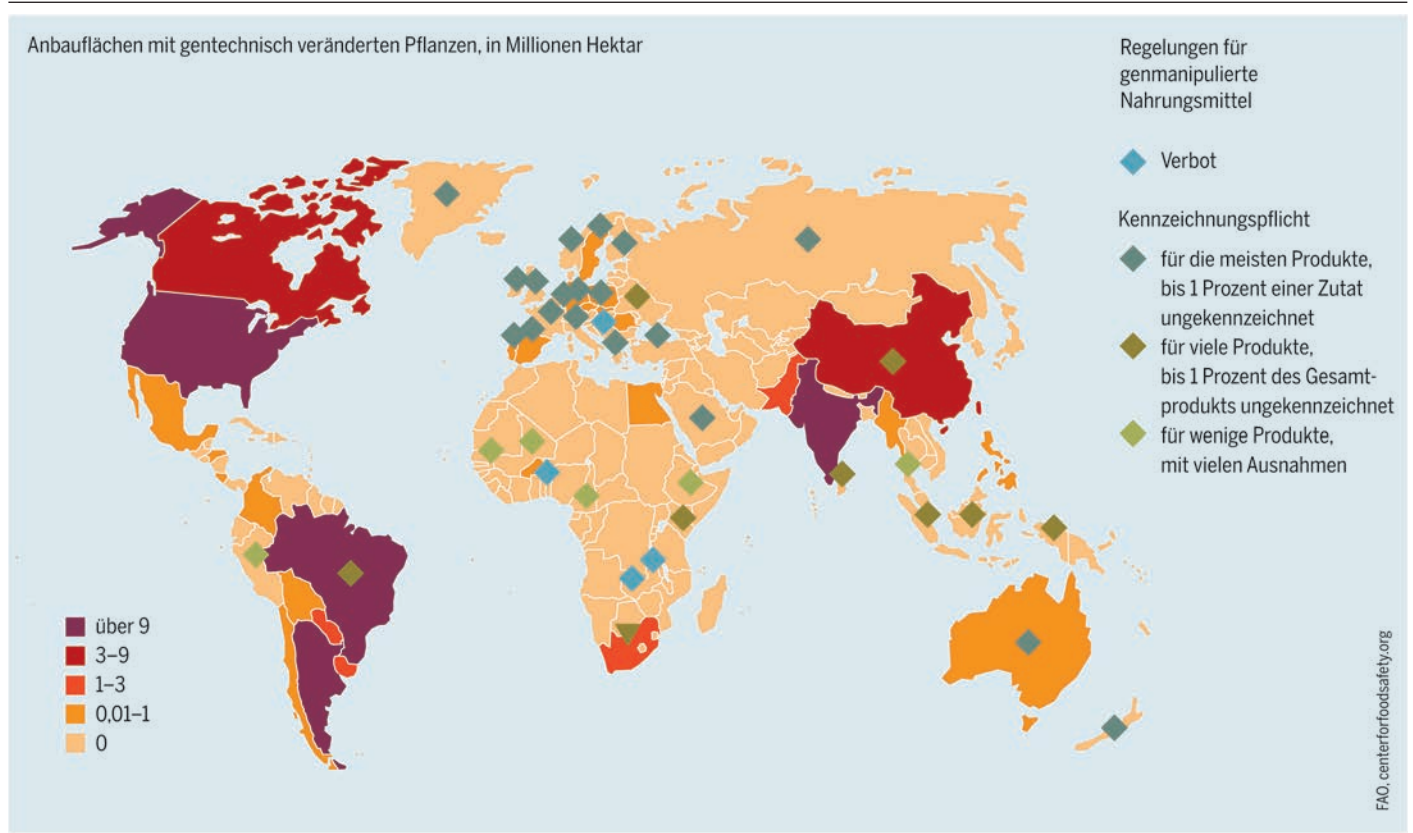 Anbauflächen mit gentechnisch veränderten Pflanzen, in Millionen Hektar
Regelungen für
genmanipulierte
Nahrungsmittel
Verbot
Kennzeichnungspflicht
für die meisten Produkte,
bis 1 Prozent einer Zutat
ungekennzeichnet
für viele Produkte,
bis 1 Prozent des Gesamt-
produkts ungekennzeichnet
für wenige Produkte,
mit vielen Ausnahmen
über 9
3–9
1–3
0,01–1
0
FAO, centerforfoodsafety.org